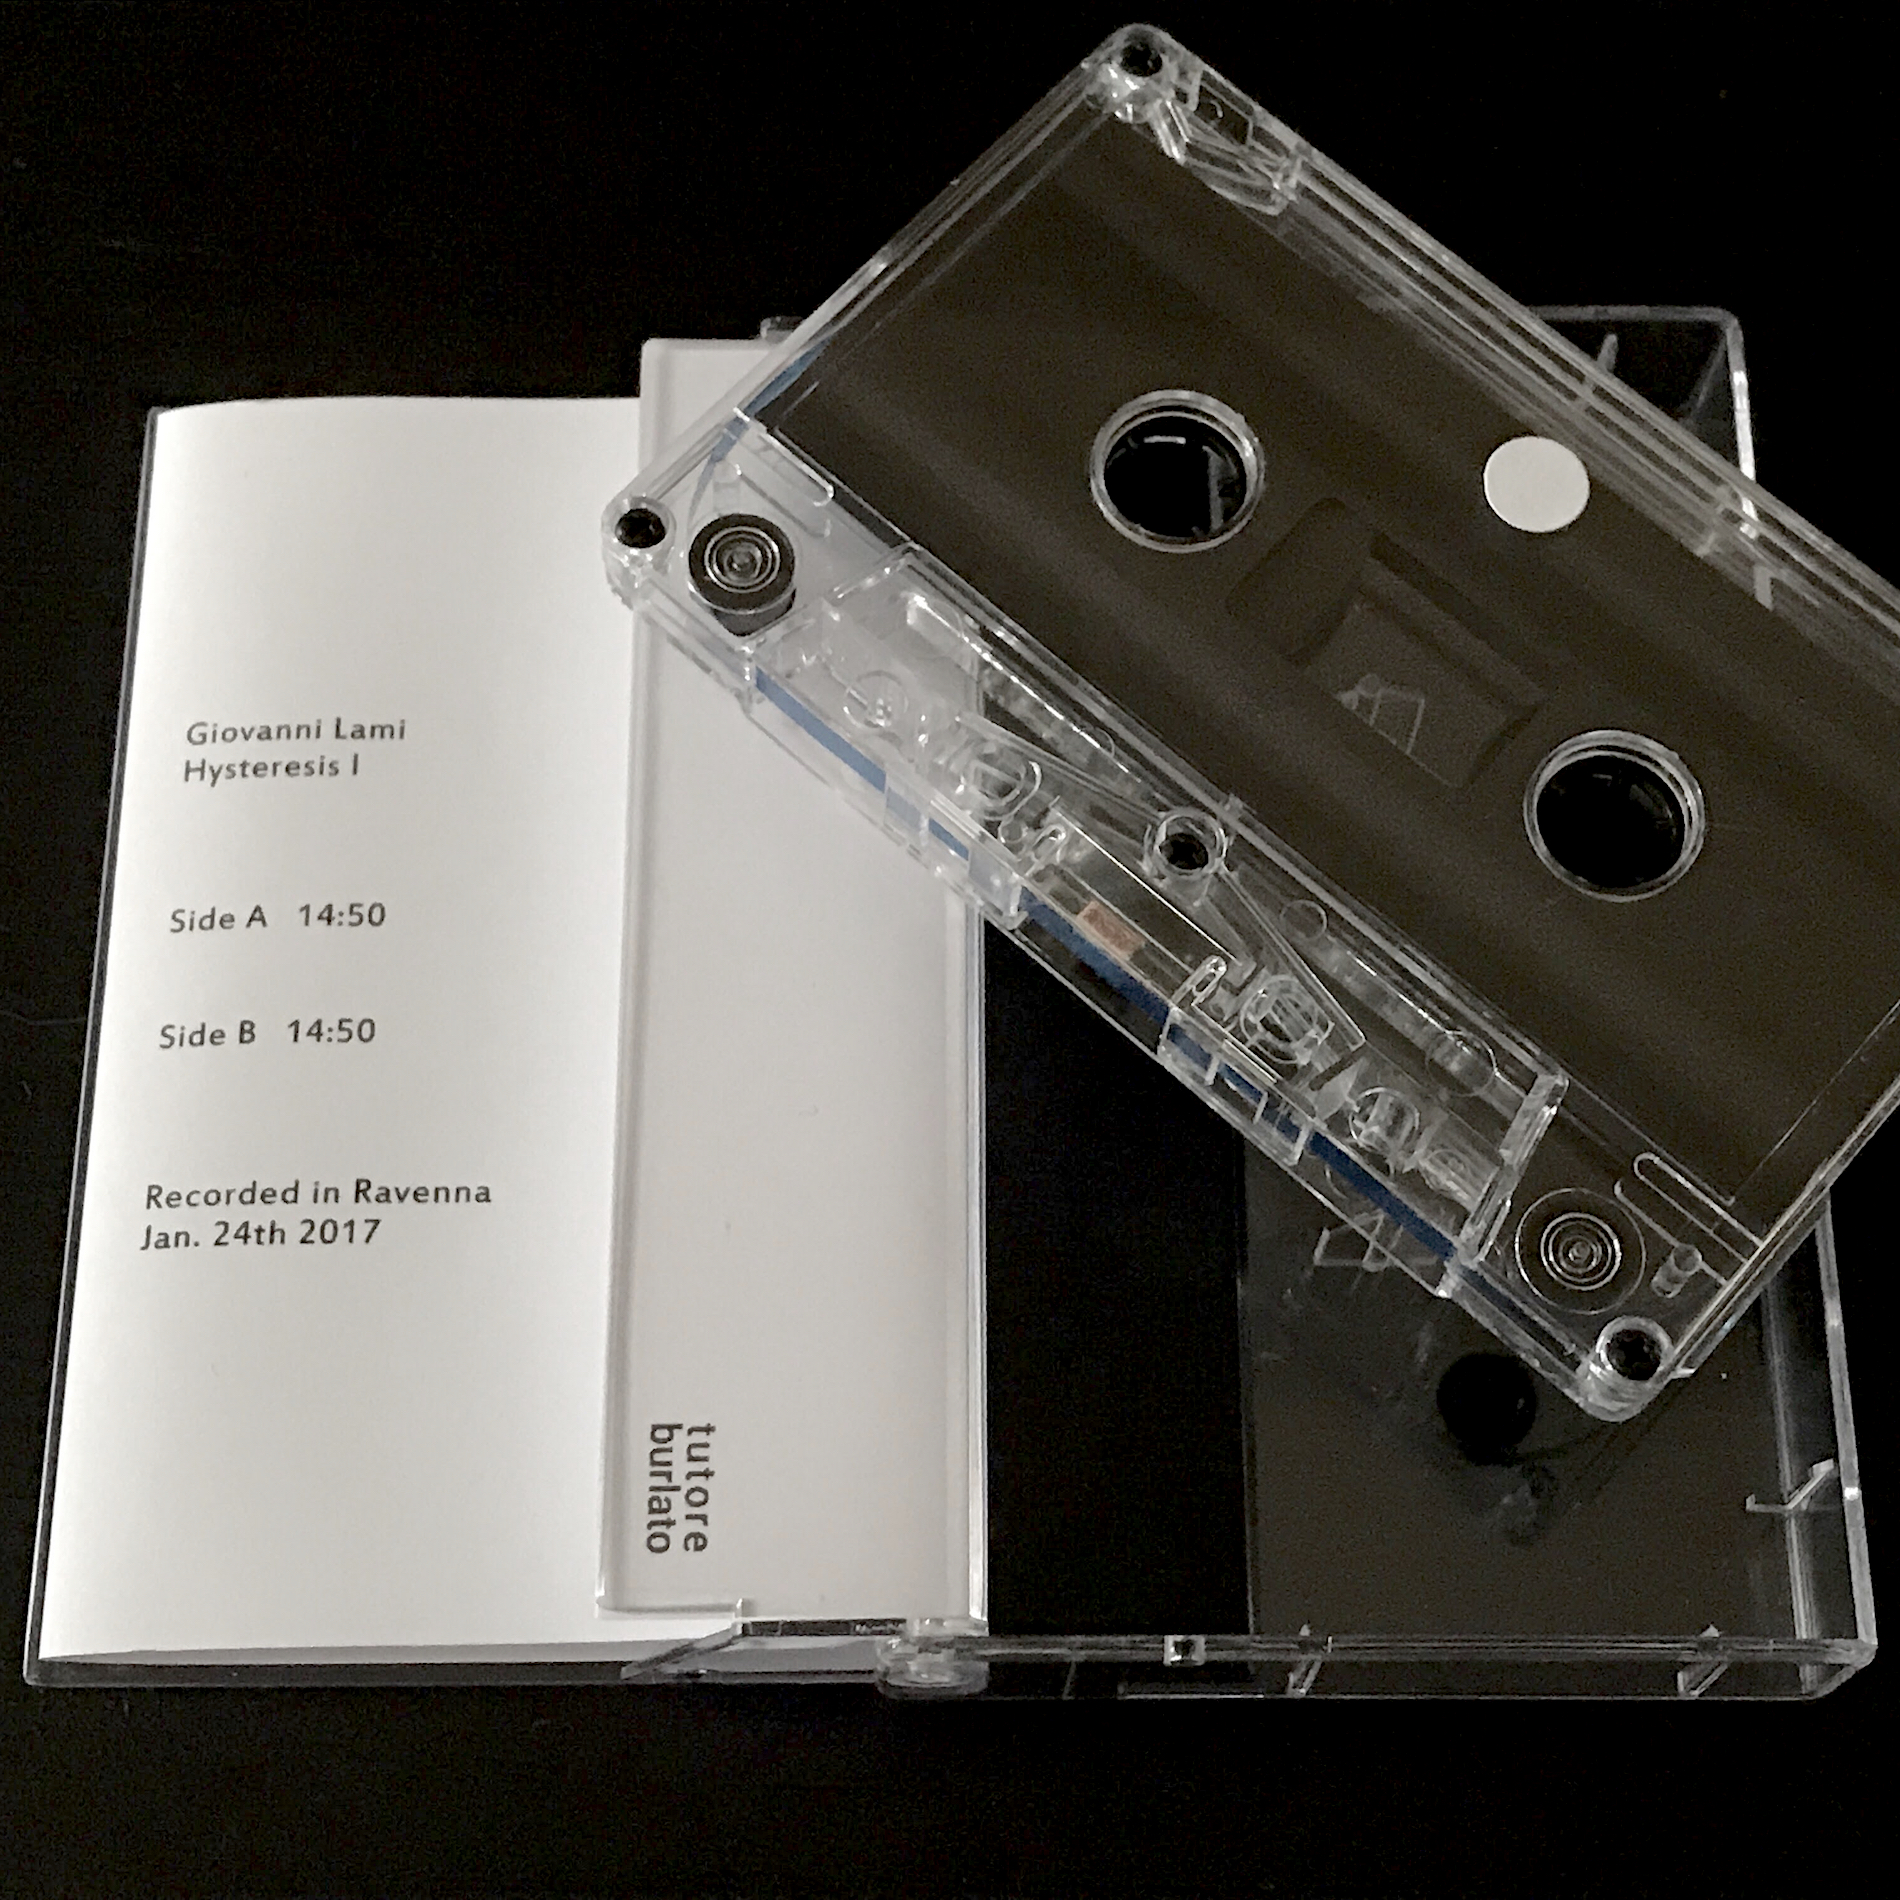 Giovanni Lami
Hysteresis I
Side A 14:50
Side B 14:50
Recorded in Ravenna
Jan. 24th 2017
tutore
burlato